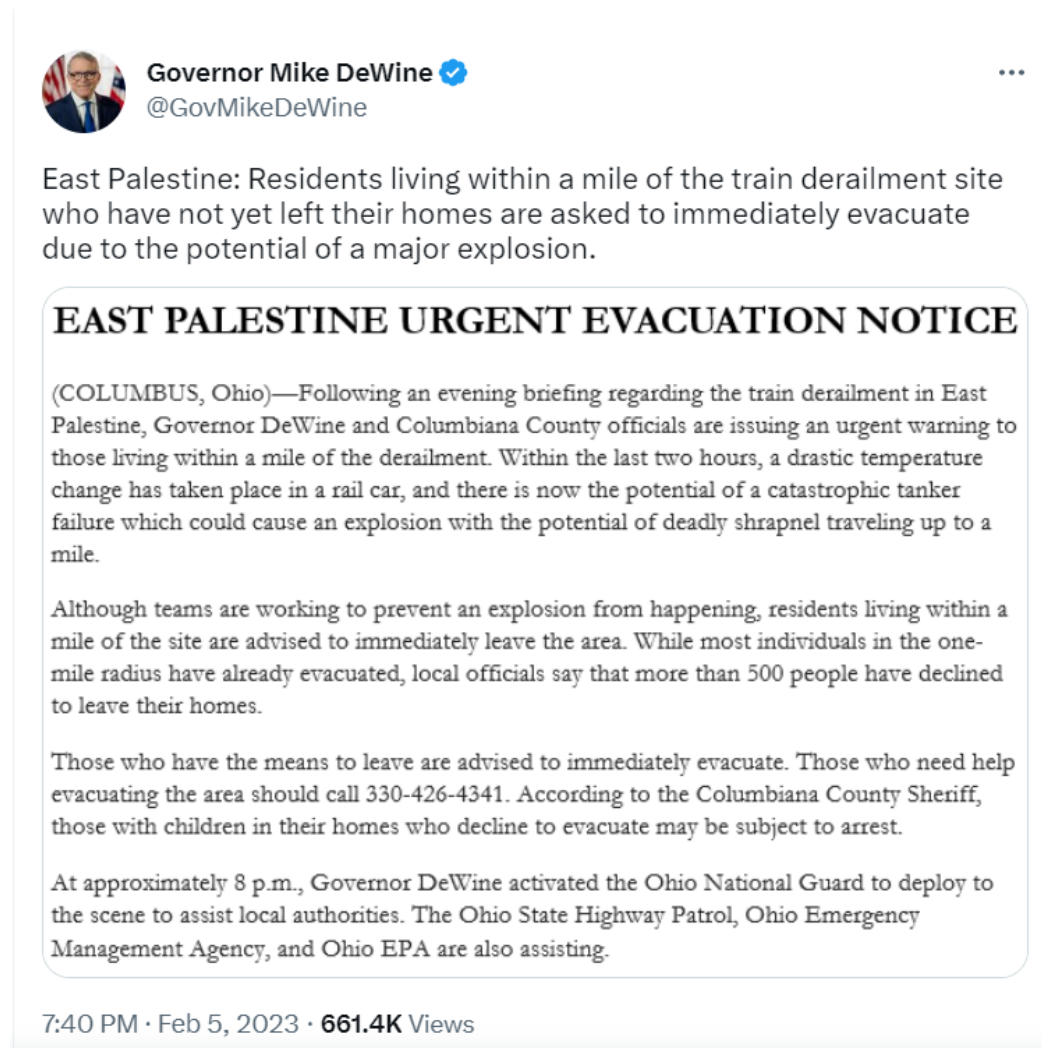 Governor Mike DeWine
@GovMikeDeWine
East Palestine: Residents living within a mile of the train derailment site
who have not yet left their homes are asked to immediately evacuate
due to the potential of a major explosion.
EAST PALESTINE URGENT EVACUATION NOTICE
(COLUMBUS, Ohio)—Following an evening briefing regarding the train derailment in East
Palestine, Governor DeWine and Columbiana County officials are issuing an urgent warning to
those living within a mile of the derailment. Within the last two hours, a drastic temperature
change has taken place in a rail car, and there is now the potential of a catastrophic tanker
failure which could cause an explosion with the potential of deadly shrapnel traveling up to a
mile.
Although teams are working to prevent an explosion from happening, residents living within a
mile of the site are advised to immediately leave the area. While most individuals in the one-
mile radius have already evacuated, local officials say that more than 500 people have declined
to leave their homes.
Those who have the means to leave are advised to immediately evacuate. Those who need help
evacuating the area should call 330-426-4341. According to the Columbiana County Sheriff,
those with children in their homes who decline to evacuate may be subject to arrest.
At approximately 8 p.m., Governor DeWine activated the Ohio National Guard to deploy to
the scene to assist local authorities. The Ohio State Highway Patrol, Ohio Emergency
Management Agency, and Ohio EPA are also assisting.
7:40 PM · Feb 5, 2023 · 661.4K Views